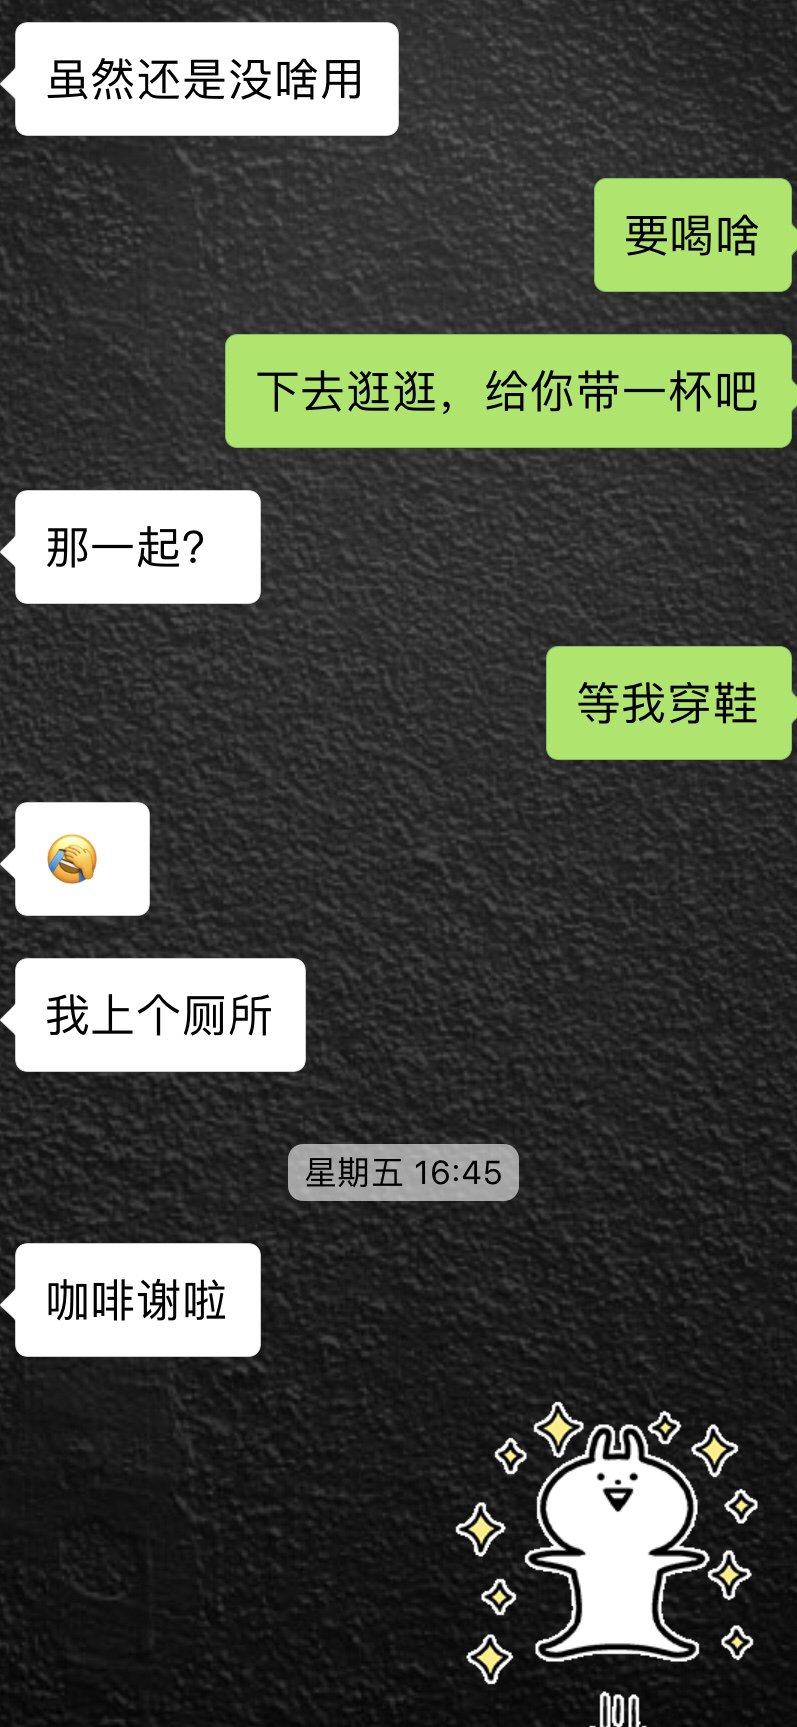 虽然还是没啥用
要喝啥
下去逛逛，给你带一杯吧
那一起？
等我穿鞋
我上个厕所
星期五 16:45
咖啡谢啦